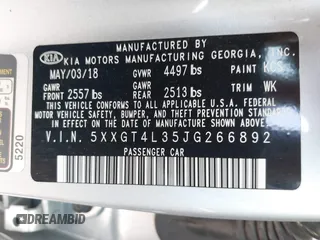 MANUFACTURED BY
KIA KIA MOTORS MANUFACTURING GEORGIA, INC.
MAY/03/18 GVWR 4497 lbs PAINT
GAWR FRONT 2557 lbs GAWR REAR 2513 lbs TRIM WK
THIS VEHICLE CONFORMS TO ALL APPLICABLE U.S.A.
FEDERAL MOTOR VEHICLE SAFETY, BUMPER, AND THEFT PREVENTION STANDARDS IN EFFECT ON THE DATE OF MANUFACTURE SHOWN ABOVE.
V.I.N. 5XXGT4L35JG266892
PASSENGER CAR
5220
DREAMBID